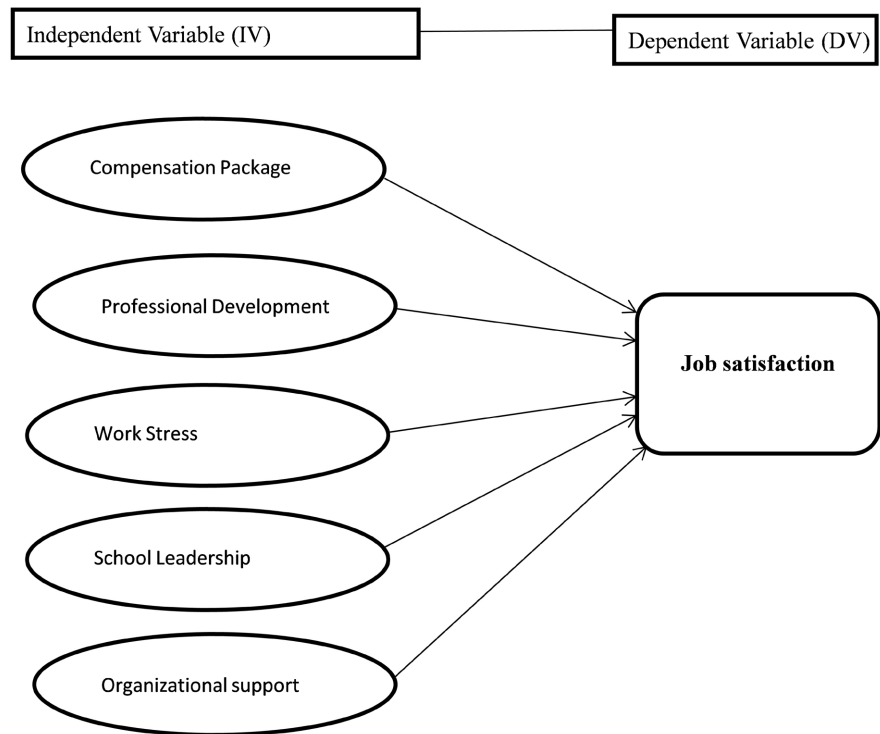 Independent Variable (IV)
Dependent Variable (DV)
Compensation Package
Professional Development
Job satisfaction
Work Stress
School Leadership
Organizational support